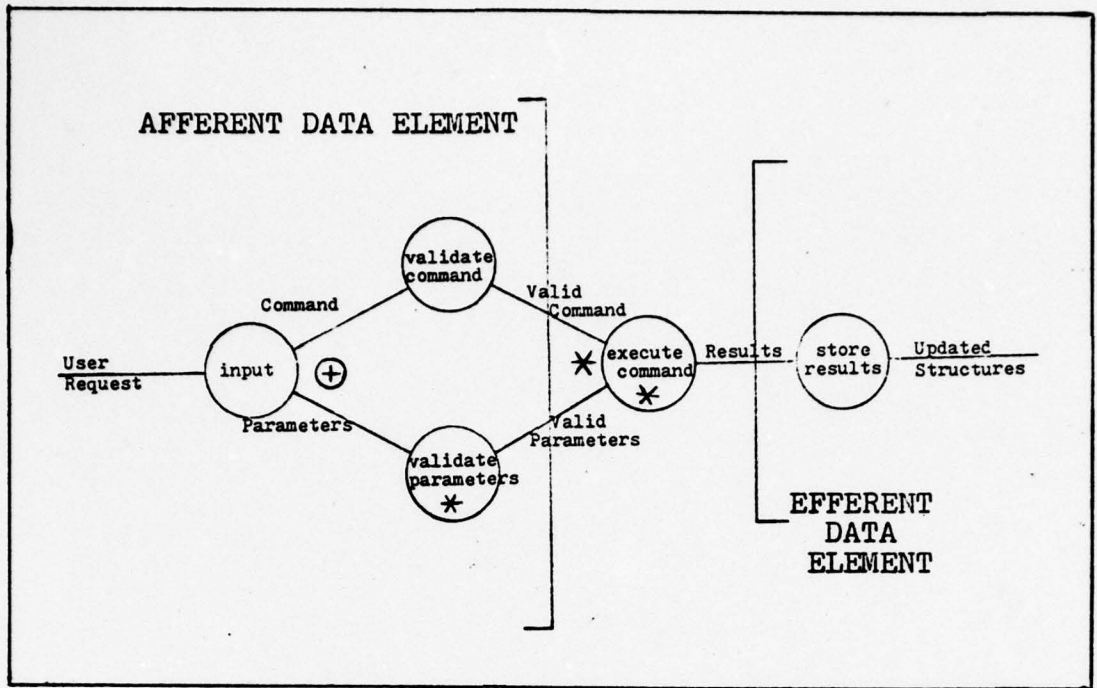 AFFERENT DATA ELEMENT
validate
command
Command
Valid
Command
User
Request
input
+
*
execute
command
*
Results
store
results
Updated
Structures
Parameters
Valid
Parameters
validate
parameters
*
EFFERENT
DATA
ELEMENT